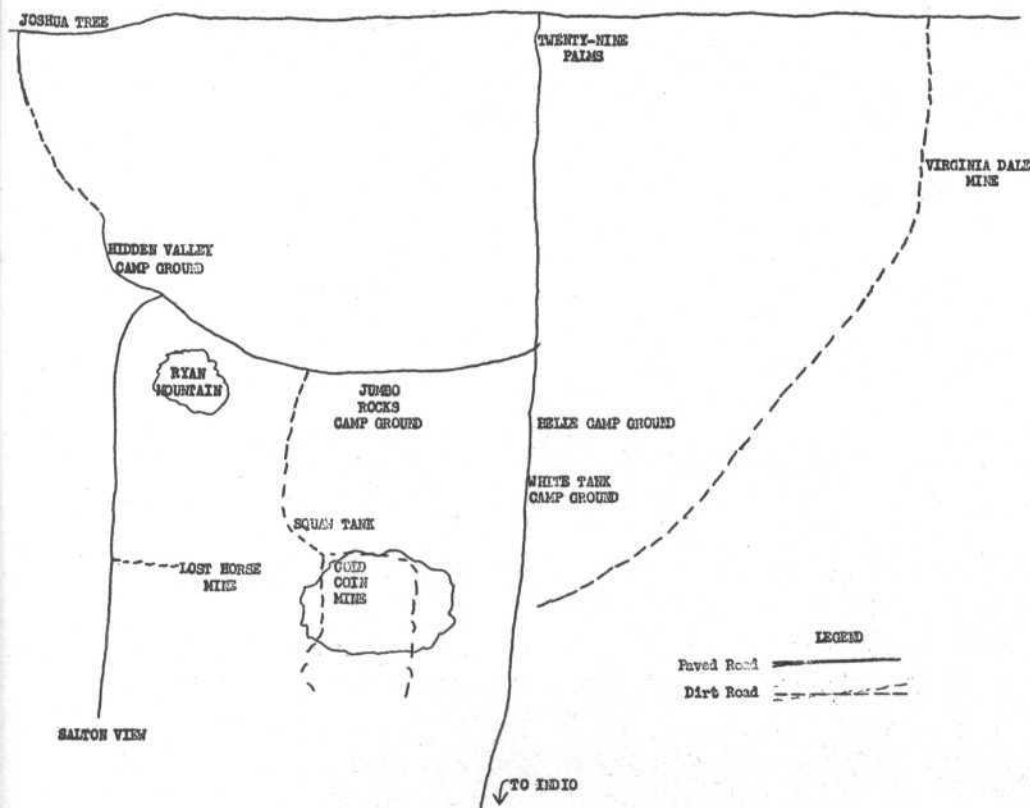 JOSHUA TREE
TWENTY-NINE
PALMS
VIRGINIA DALE
MINE
HIDDEN VALLEY
CAMP GROUND
RYAN
MOUNTAIN
JUMBO
ROCKS
CAMP GROUND
BELLE CAMP GROUND
WHITE TANK
CAMP GROUND
SQUAW TANK
LOST HORSE
MINE
GOLD
COIN
MINE
LEGEND
Paved Road
Dirt Road
SALTON VIEW
TO INDIO